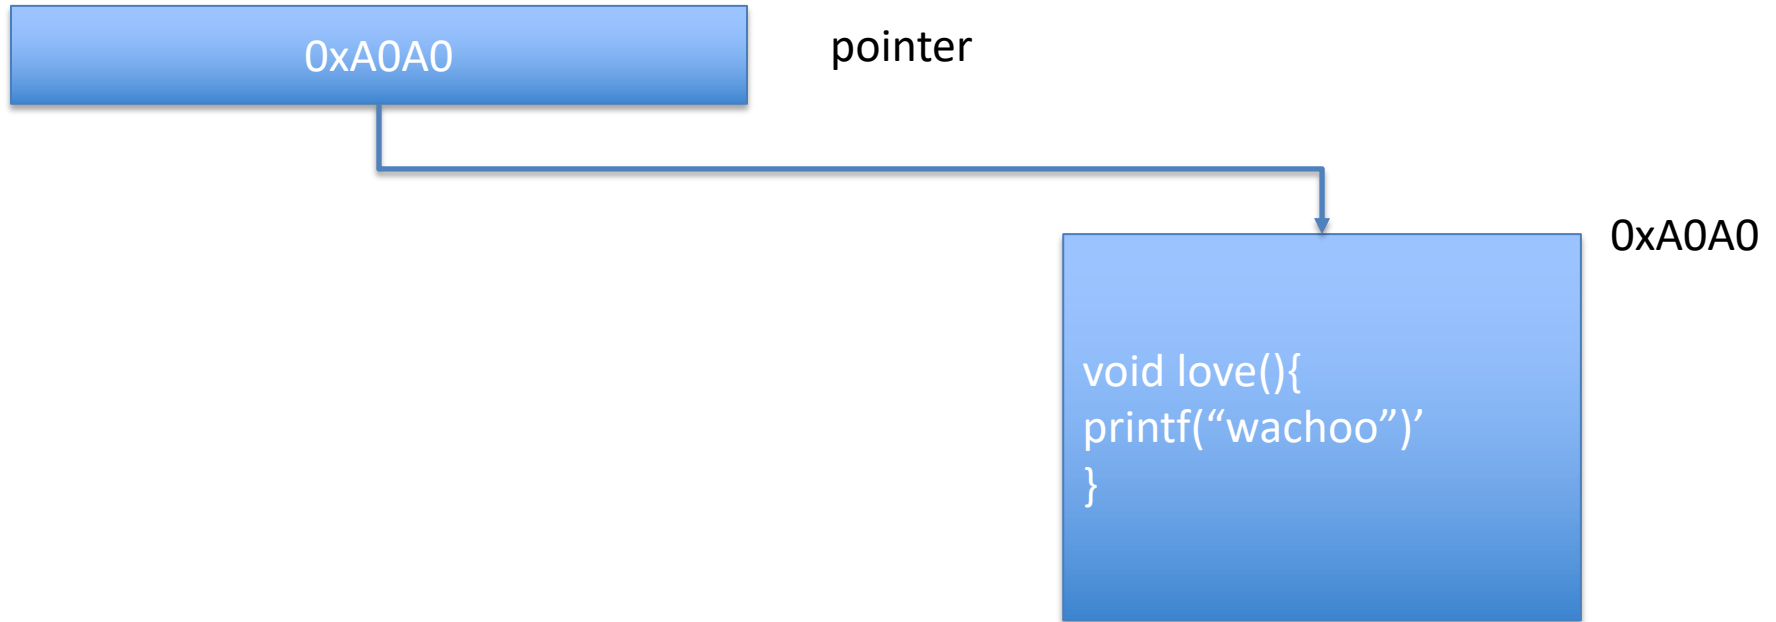 0xA0A0
pointer
0xA0A0
void love(){
printf(“wachoo”)’
}